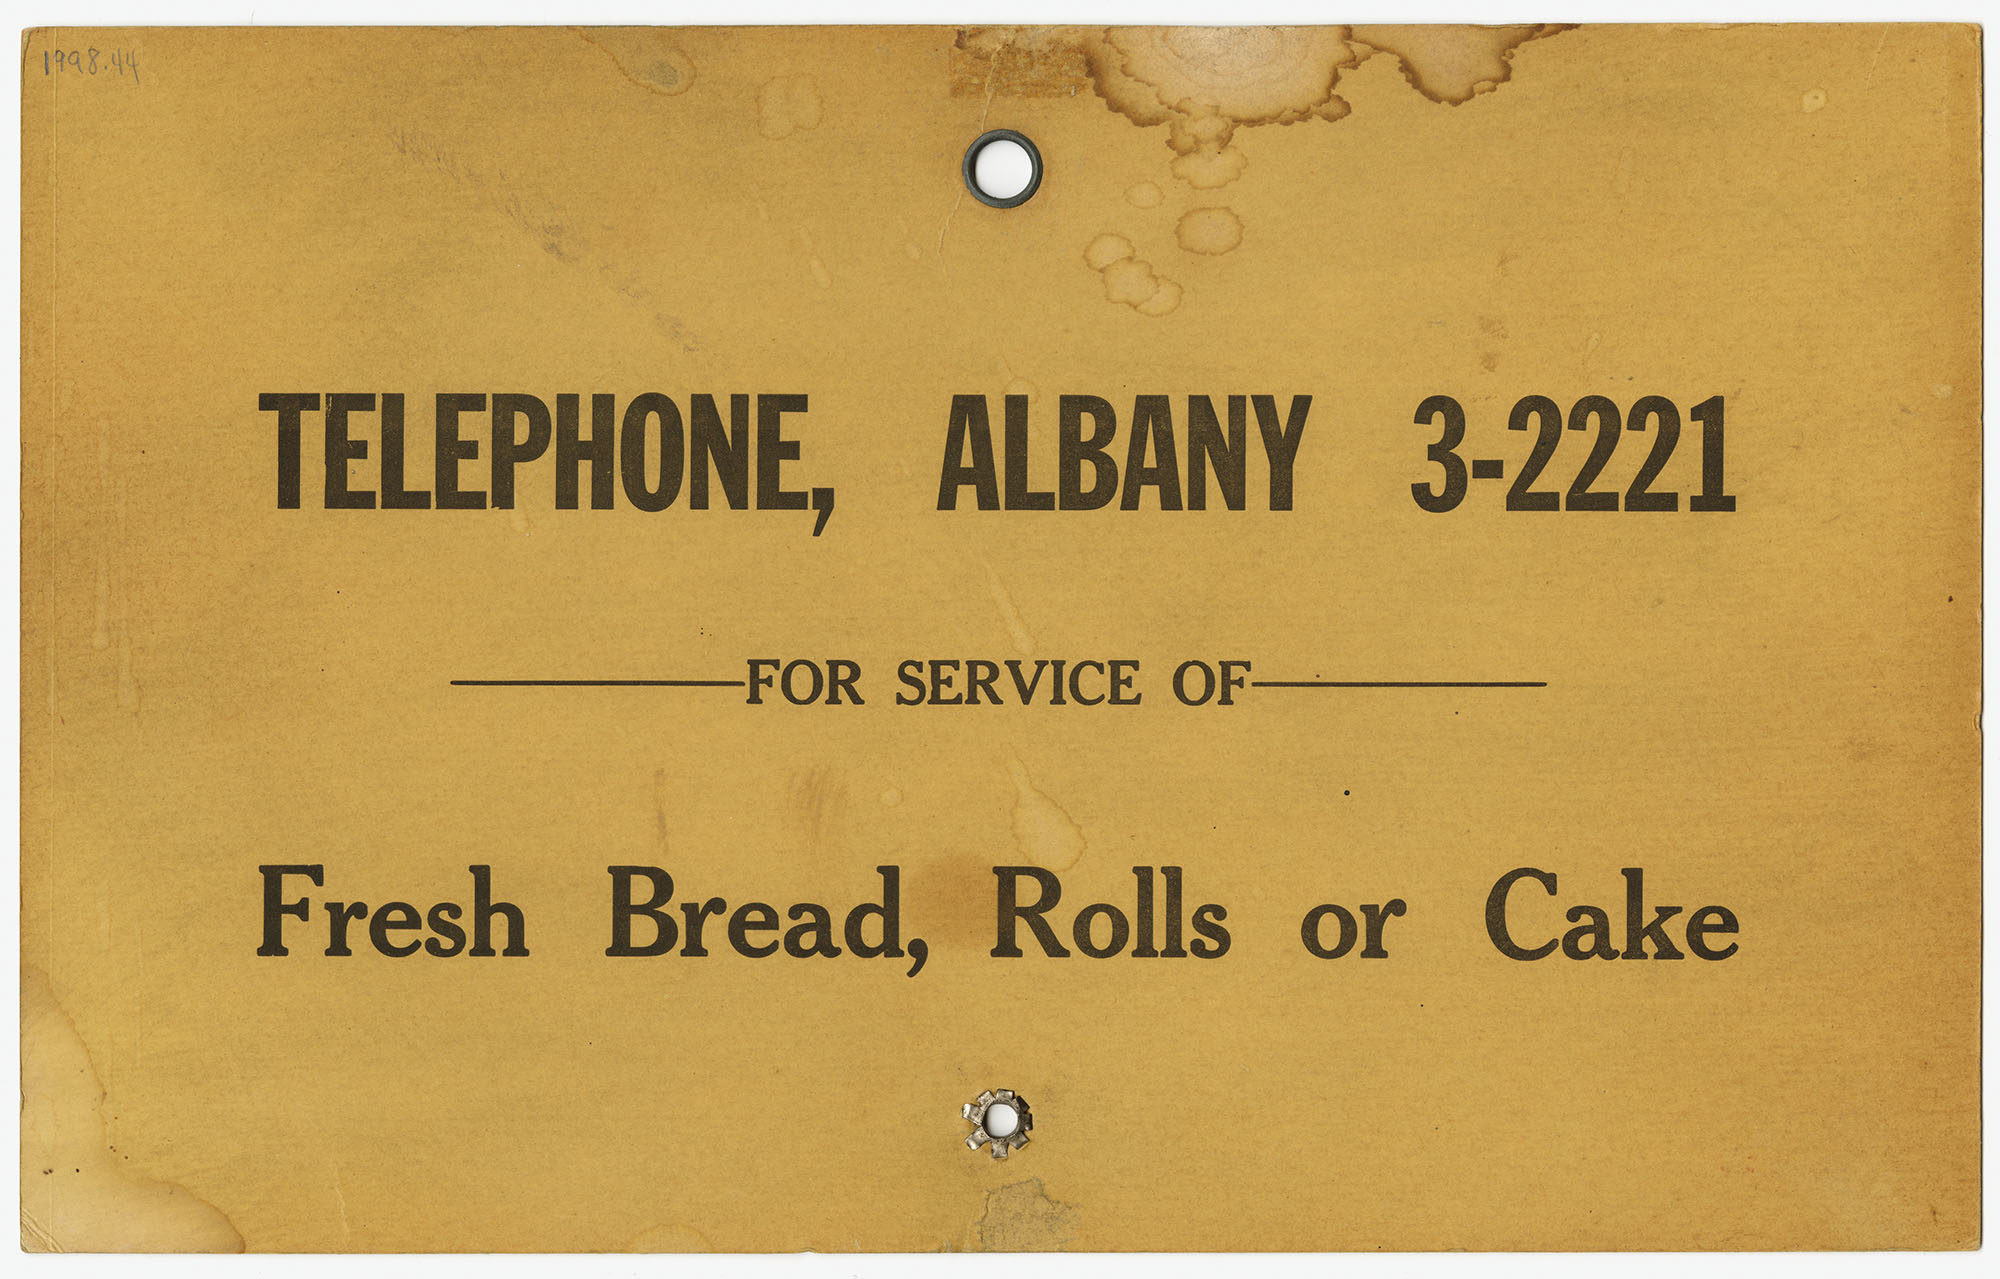 1998.44
TELEPHONE, ALBANY 3-2221
FOR SERVICE OF
Fresh Bread, Rolls or Cake